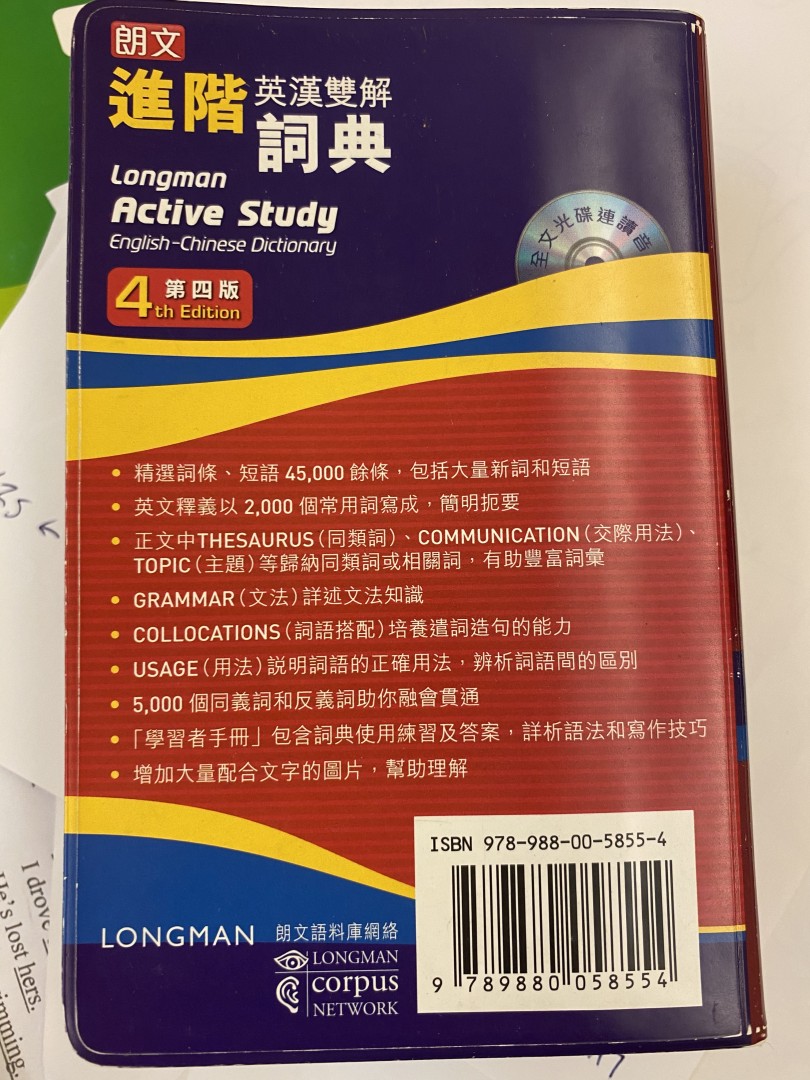 朗文
進階 英漢雙解
詞典
Longman
Active Study
English-Chinese Dictionary
4th Edition 第四版
全文光碟連讀音
• 精選詞條、短語 45,000 餘條，包括大量新詞和短語
• 英文釋義以 2,000 個常用詞寫成，簡明扼要
• 正文中THESAURUS(同類詞)、COMMUNICATION(交際用法)、
TOPIC(主題)等歸納同類詞或相關詞，有助豐富詞彙
• GRAMMAR(文法)詳述文法知識
• COLLOCATIONS(詞語搭配)培養遣詞造句的能力
• USAGE(用法)説明詞語的正確用法，辨析詞語間的區別
• 5,000 個同義詞和反義詞助你融會貫通
• 「學習者手冊」包含詞典使用練習及答案，詳析語法和寫作技巧
• 增加大量配合文字的圖片，幫助理解
ISBN 978-988-00-5855-4
9 789880 058554
LONGMAN
朗文語料庫網絡
LONGMAN
corpus
NETWORK
I drove
He's lost hers.